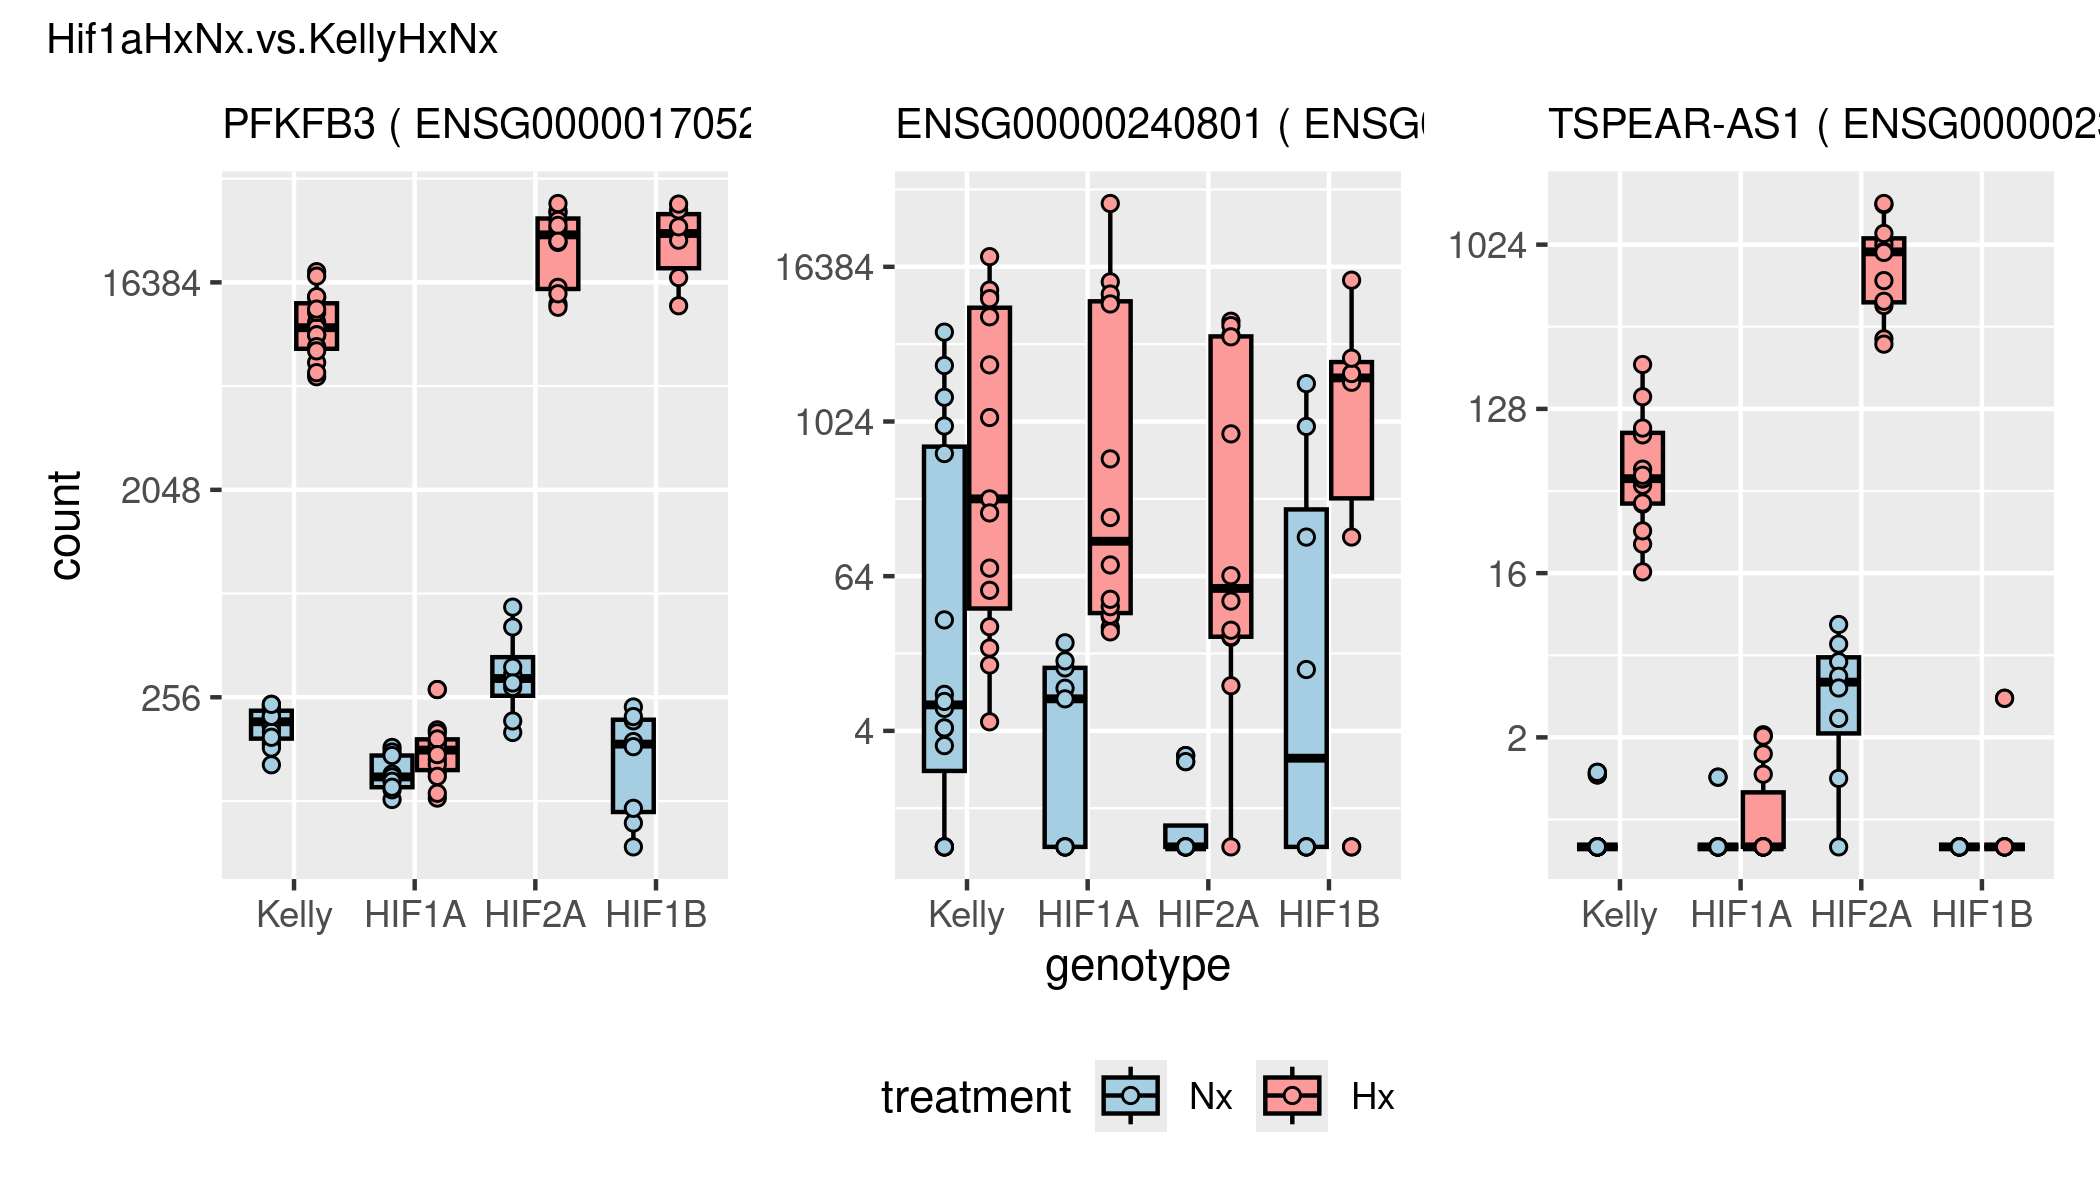 Hif1aHxNx.vs.KellyHxNx
PFKFB3 ( ENSG0000017052
ENSG00000240801 ( ENSG
TSPEAR-AS1 ( ENSG000002
count
16384
2048
256
Kelly HIF1A HIF2A HIF1B
16384
1024
64
4
Kelly HIF1A HIF2A HIF1B
1024
128
16
2
Kelly HIF1A HIF2A HIF1B
genotype
treatment Nx Hx